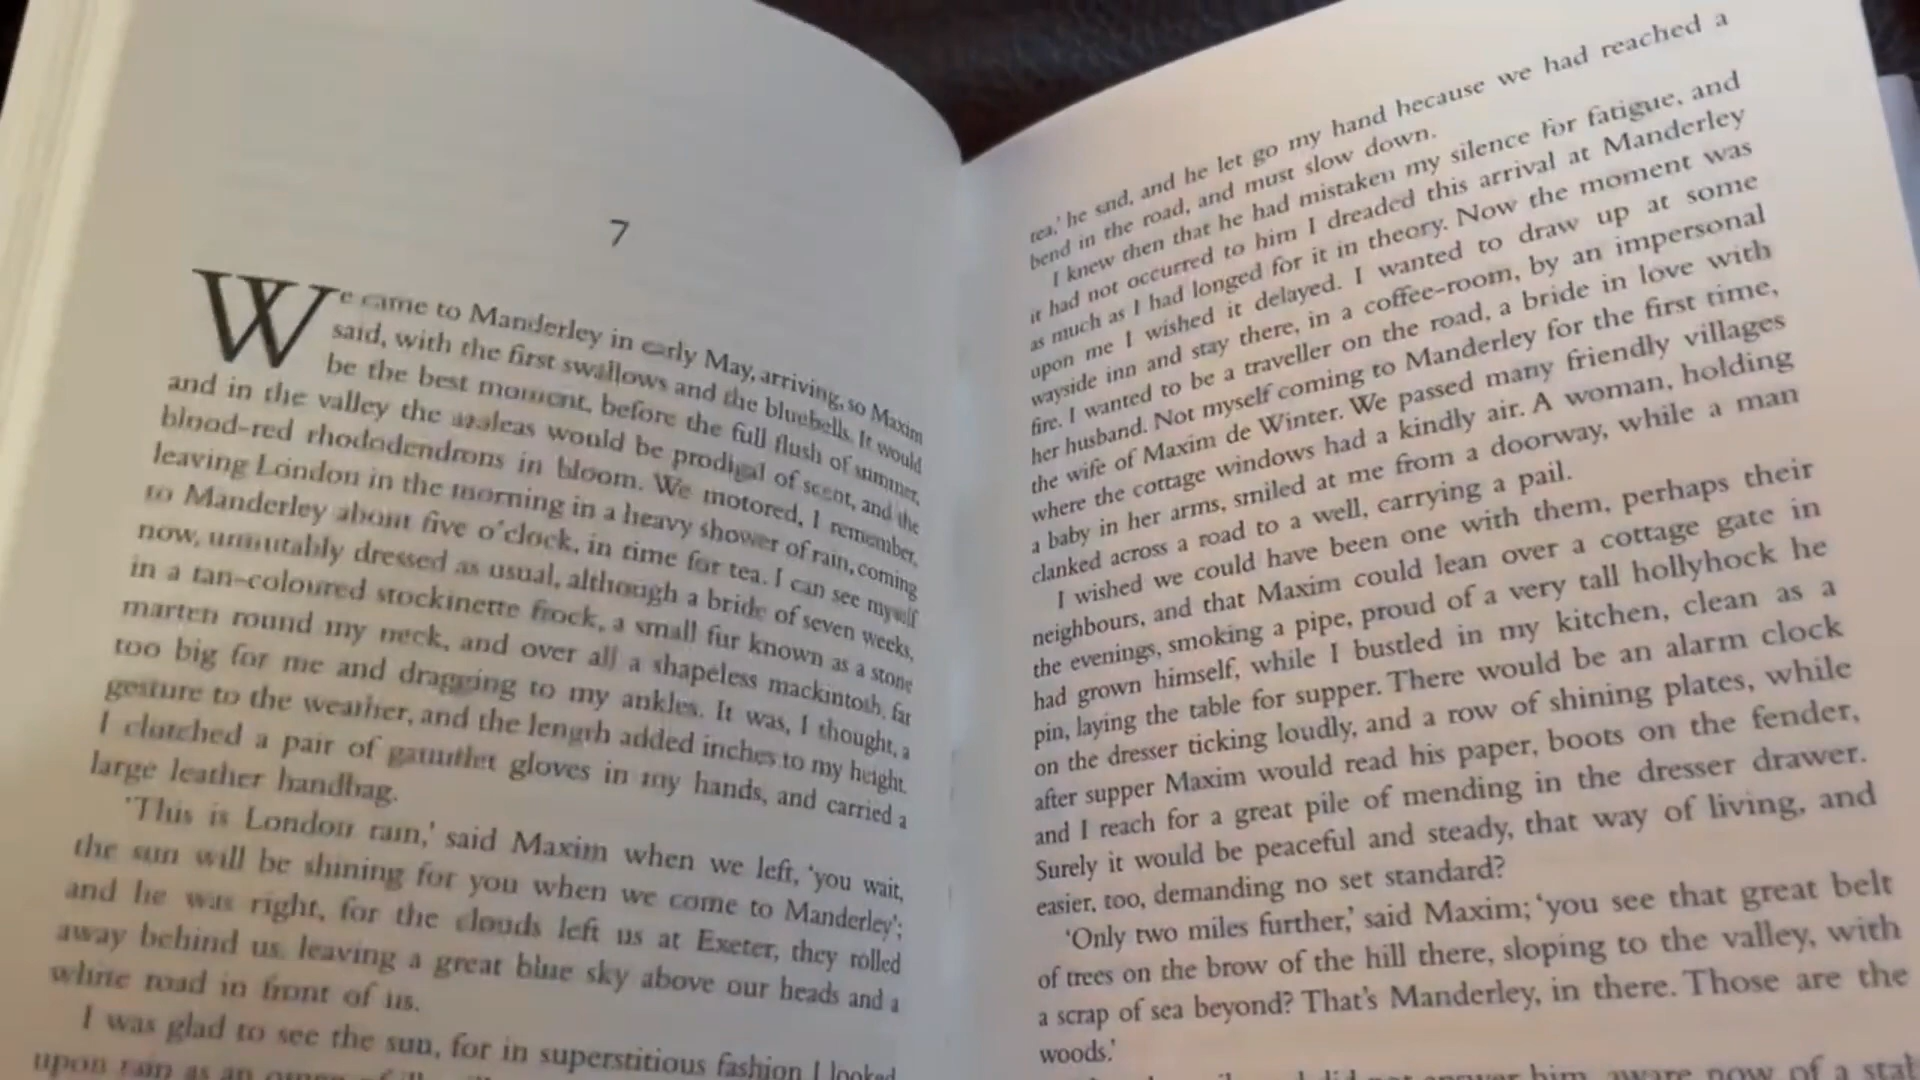 7
We came to Manderley in early May, arriving, so Maxim
said, with the first swallows and the bluebells. It would
be the best moment, before the full flush of summer,
and in the valley the azaleas would be prodigal of scent, and the
blood-red rhododendrons in bloom. We motored, I remember,
leaving London in the morning in a heavy shower of rain, coming
to Manderley about five o'clock, in time for tea. I can see myself
now, unsuitably dressed as usual, although a bride of seven weeks,
in a tan-coloured stockinette frock, a small fur known as a stone
marten round my neck, and over all a shapeless mackintosh, far
too big for me and dragging to my ankles. It was, I thought, a
gesture to the weather, and the length added inches to my height.
I clutched a pair of gauntlet gloves in my hands, and carried a
large leather handbag.
'This is London rain,' said Maxim when we left, 'you wait,
the sun will be shining for you when we come to Manderley';
and he was right, for the clouds left us at Exeter, they rolled
away behind us, leaving a great blue sky above our heads and a
white road in front of us.
I was glad to see the sun, for in superstitious fashion I looked
upon rain as an omen of
tea,' he said, and he let go my hand because we had reached a
bend in the road, and must slow down.
I knew then that he had mistaken my silence for fatigue, and
it had not occurred to him I dreaded this arrival at Manderley
as much as I had longed for it in theory. Now the moment was
upon me I wished it delayed. I wanted to draw up at some
wayside inn and stay there, in a coffee-room, by an impersonal
fire. I wanted to be a traveller on the road, a bride in love with
her husband. Not myself coming to Manderley for the first time,
the wife of Maxim de Winter. We passed many friendly villages
where the cottage windows had a kindly air. A woman, holding
a baby in her arms, smiled at me from a doorway, while a man
clanked across a road to a well, carrying a pail.
I wished we could have been one with them, perhaps their
neighbours, and that Maxim could lean over a cottage gate in
the evenings, smoking a pipe, proud of a very tall hollyhock he
had grown himself, while I bustled in my kitchen, clean as a
pin, laying the table for supper. There would be an alarm clock
on the dresser ticking loudly, and a row of shining plates, while
after supper Maxim would read his paper, boots on the fender,
and I reach for a great pile of mending in the dresser drawer.
Surely it would be peaceful and steady, that way of living, and
easier, too, demanding no set standard?
'Only two miles further,' said Maxim; 'you see that great belt
of trees on the brow of the hill there, sloping to the valley, with
a scrap of sea beyond? That's Manderley, in there. Those are the
woods.'
did not answer him, aware now of a